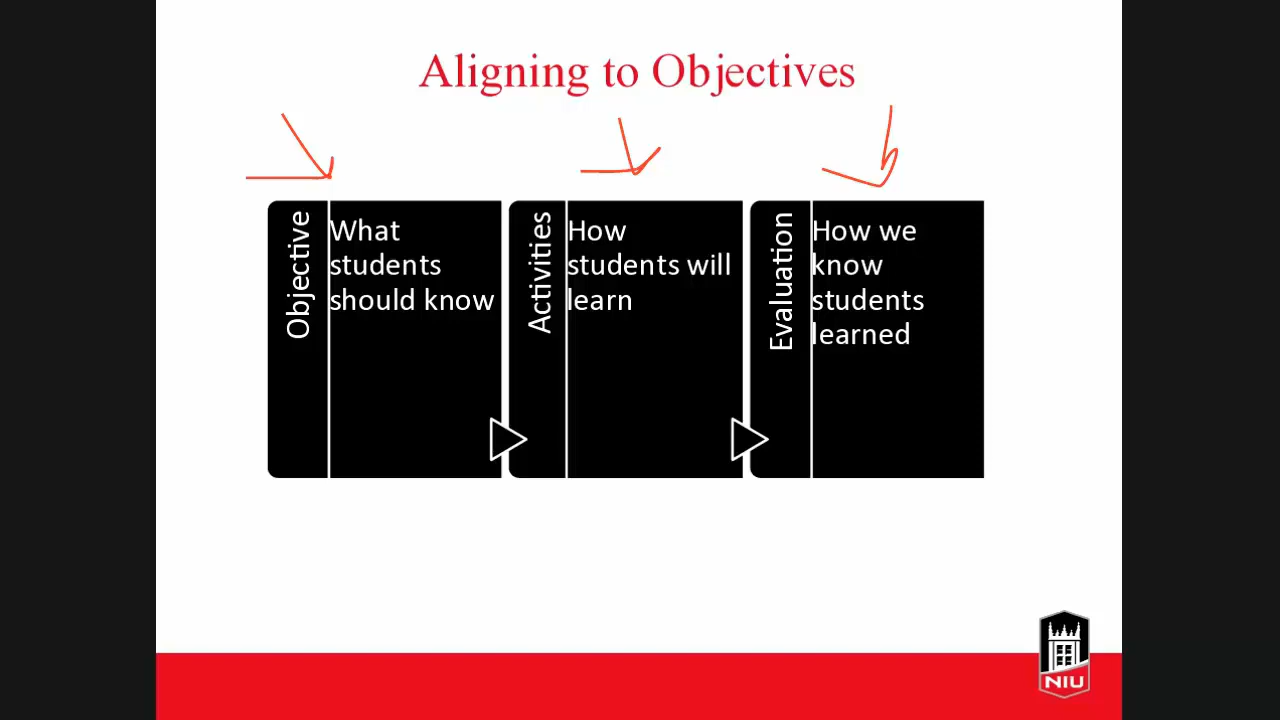 Aligning to Objectives
Objective
What
students
should know
Activities
How
students will
learn
Evaluation
How we
know
students
learned
NIU